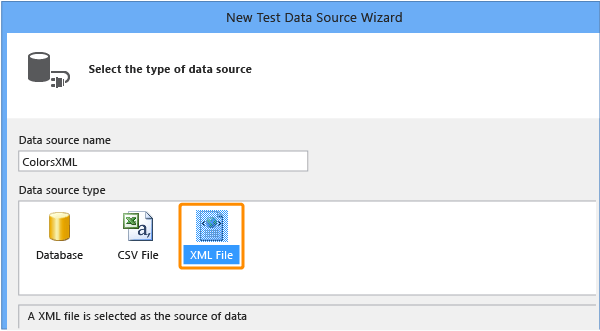 New Test Data Source Wizard
Select the type of data source
Data source name
ColorsXML
Data source type
a,
Database
CSV File
XML File
A XML file is selected as the source of data